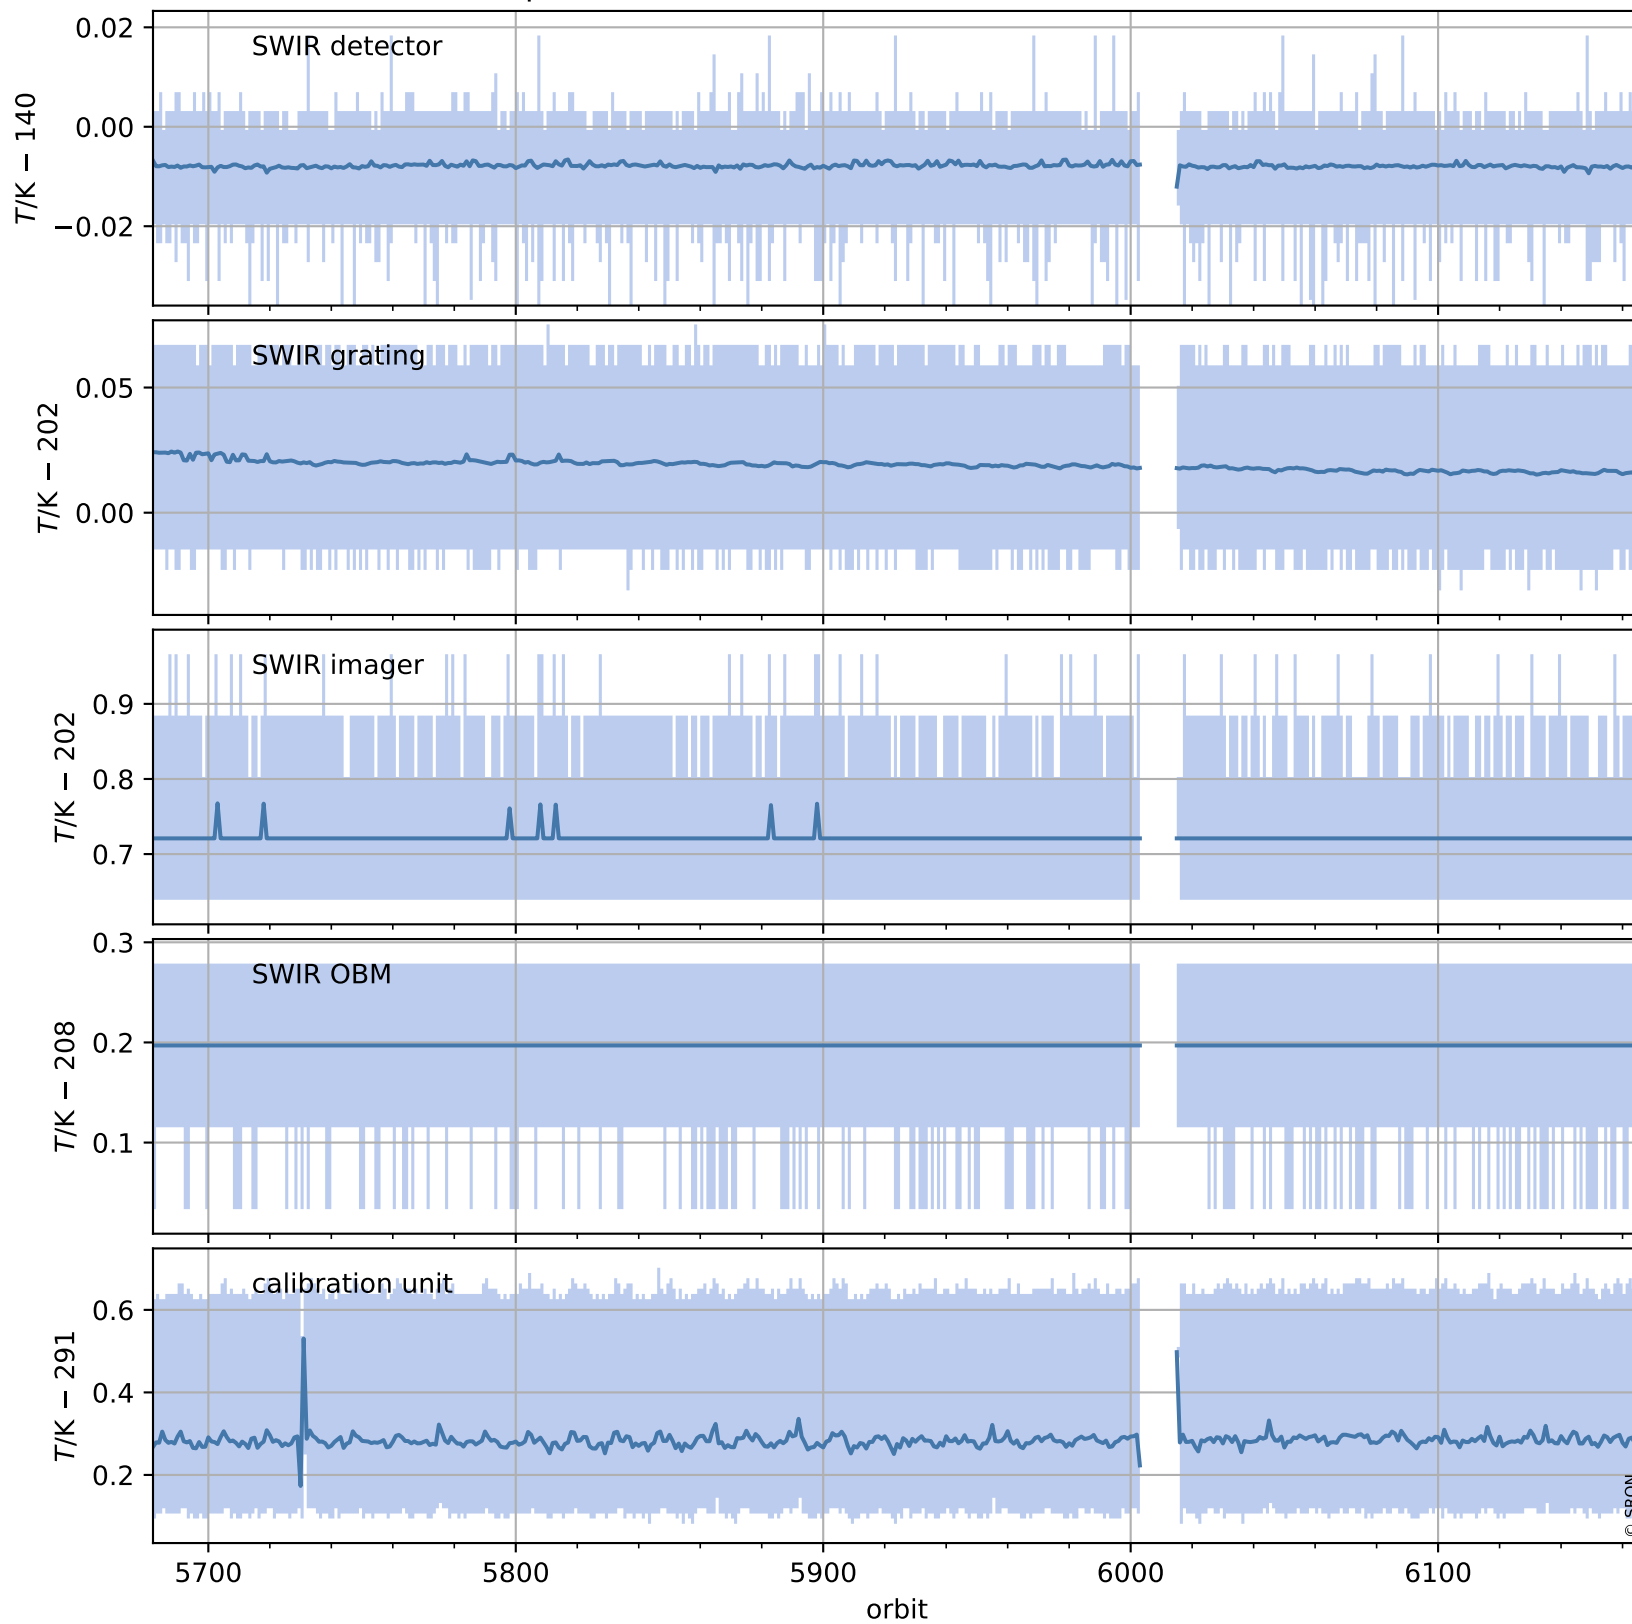 0.02
SWIR detector
0.00
−0.02
T/K − 140
SWIR grating
0.05
0.00
T/K − 202
SWIR imager
0.9
0.8
0.7
T/K − 202
0.3
SWIR OBM
0.2
0.1
T/K − 208
calibration unit
0.6
0.4
0.2
T/K − 291
© SRON
5700 5800 5900 6000 6100
orbit